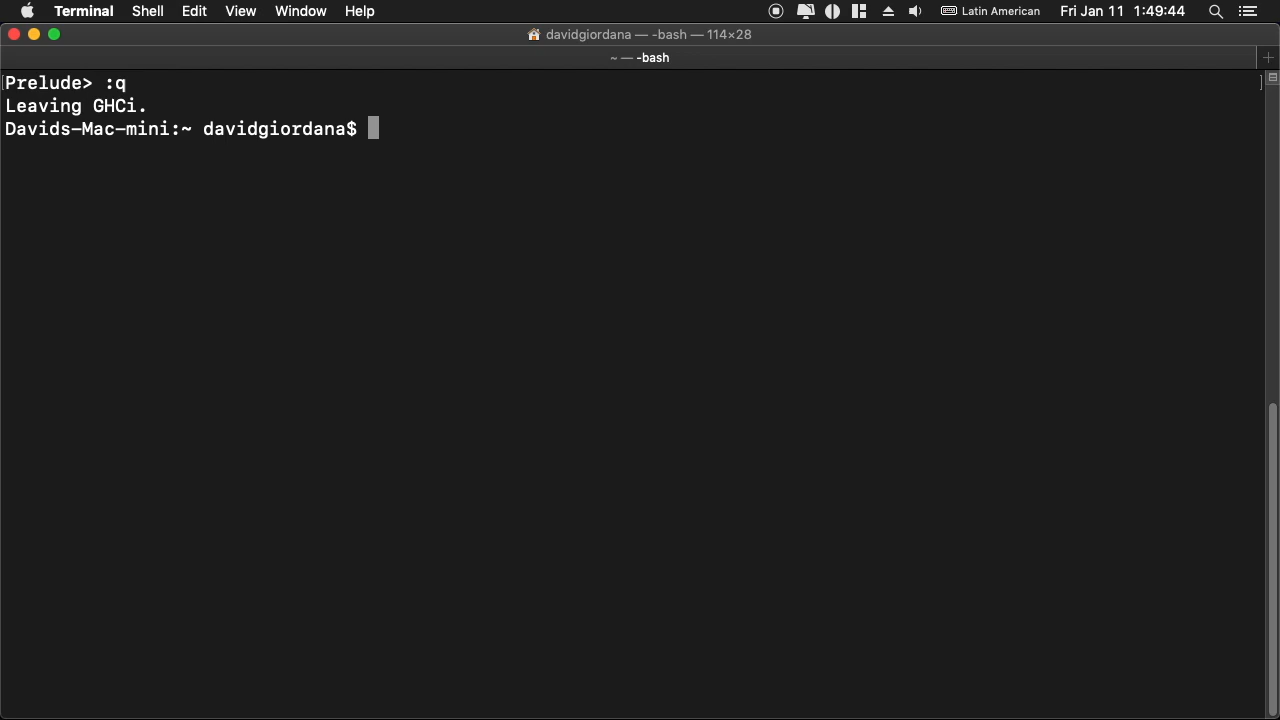 Terminal Shell Edit View Window Help Latin American Fri Jan 11 1:49:44
davidgiordana — -bash — 114×28
~ — -bash
[Prelude> :q ]
Leaving GHCi.
Davids-Mac-mini:~ davidgiordana$